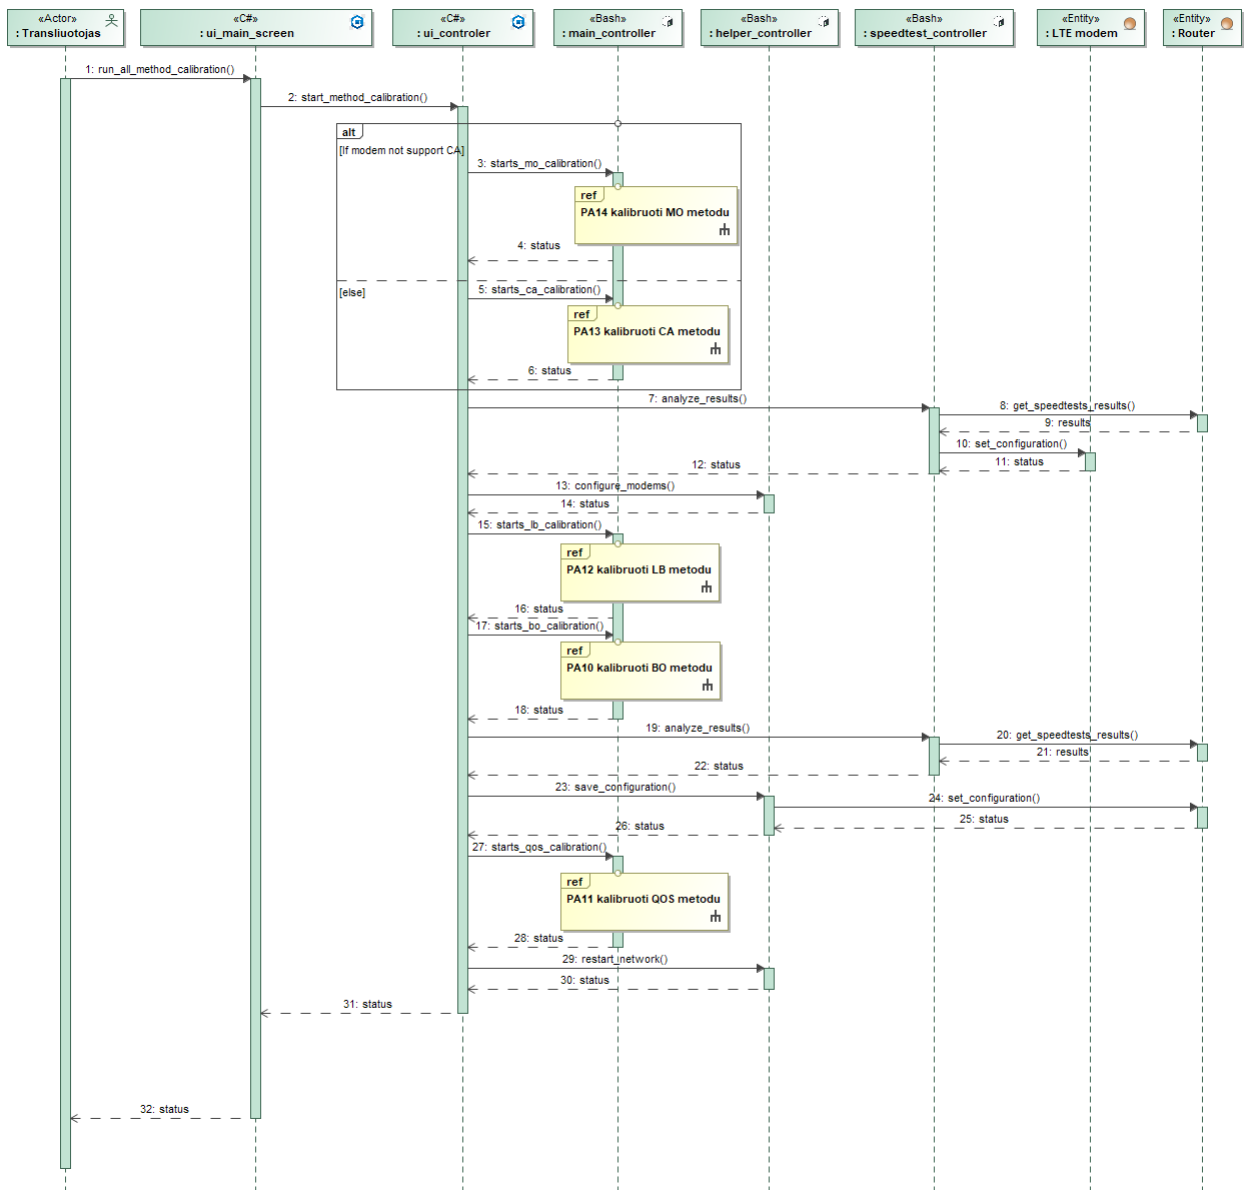 «Actor»
: Transliuotojas
«C#»
: ui_main_screen
«C#»
: ui_controler
«Bash»
: main_controller
«Bash»
: helper_controller
«Bash»
: speedtest_controller
«Entity»
: LTE modem
«Entity»
: Router
1: run_all_method_calibration()
2: start_method_calibration()
alt
[If modem not support CA]
3: starts_mo_calibration()
ref
PA14 kalibruoti MO metodu
4: status
[else]
5: starts_ca_calibration()
ref
PA13 kalibruoti CA metodu
6: status
7: analyze_results()
8: get_speedtests_results()
9: results
10: set_configuration()
11: status
12: status
13: configure_modems()
14: status
15: starts_lb_calibration()
ref
PA12 kalibruoti LB metodu
16: status
17: starts_bo_calibration()
ref
PA10 kalibruoti BO metodu
18: status
19: analyze_results()
20: get_speedtests_results()
21: results
22: status
23: save_configuration()
24: set_configuration()
25: status
26: status
27: starts_qos_calibration()
ref
PA11 kalibruoti QOS metodu
28: status
29: restart_network()
30: status
31: status
32: status